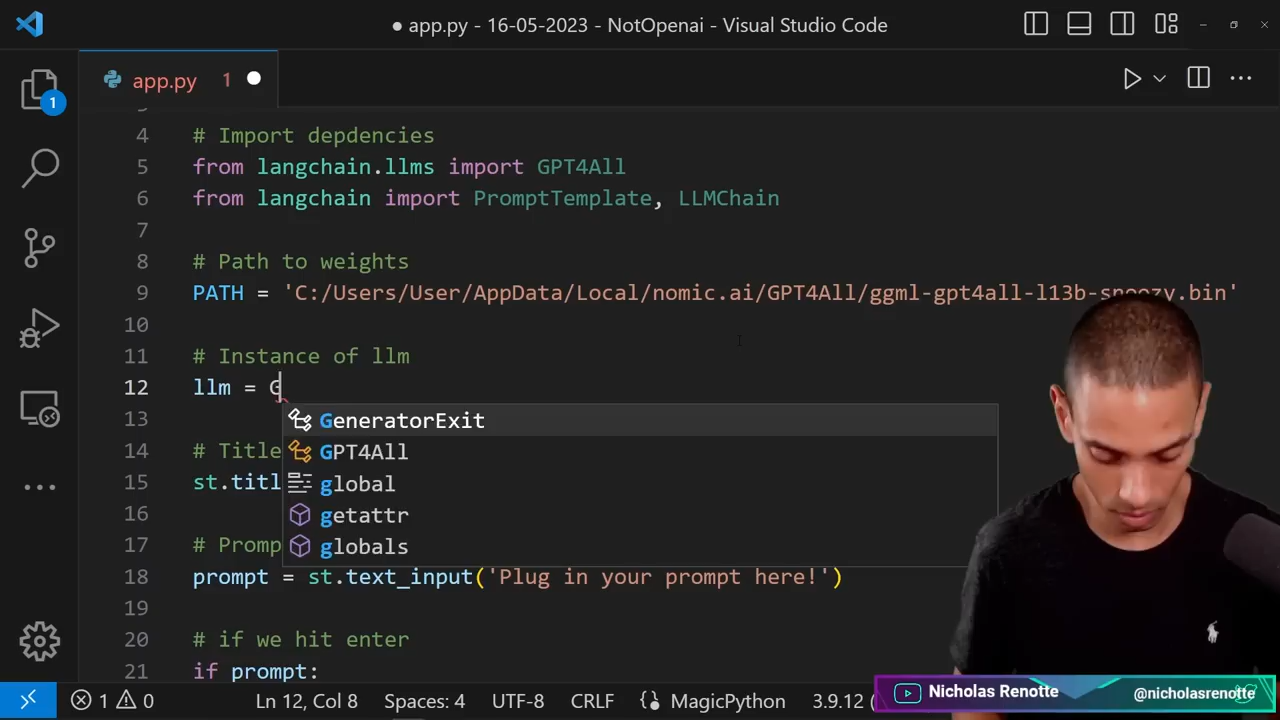 ● app.py - 16-05-2023 - NotOpenai - Visual Studio Code
1
app.py 1 ●
4 # Import depdencies
5 from langchain.llms import GPT4All
6 from langchain import PromptTemplate, LLMChain
7
8 # Path to weights
9 PATH = 'C:/Users/User/AppData/Local/nomic.ai/GPT4All/ggml-gpt4all-l13b-snoozy.bin'
10
11 # Instance of llm
12 llm = G
13 GeneratorExit
14 # Title GPT4All
15 st.titl global
16 getattr
17 # Promp globals
18 prompt = st.text_input('Plug in your prompt here!')
19
20 # if we hit enter
21 if prompt:
1 0 Ln 12, Col 8 Spaces: 4 UTF-8 CRLF MagicPython 3.9.12 (
Nicholas Renotte @nicholasrenotte